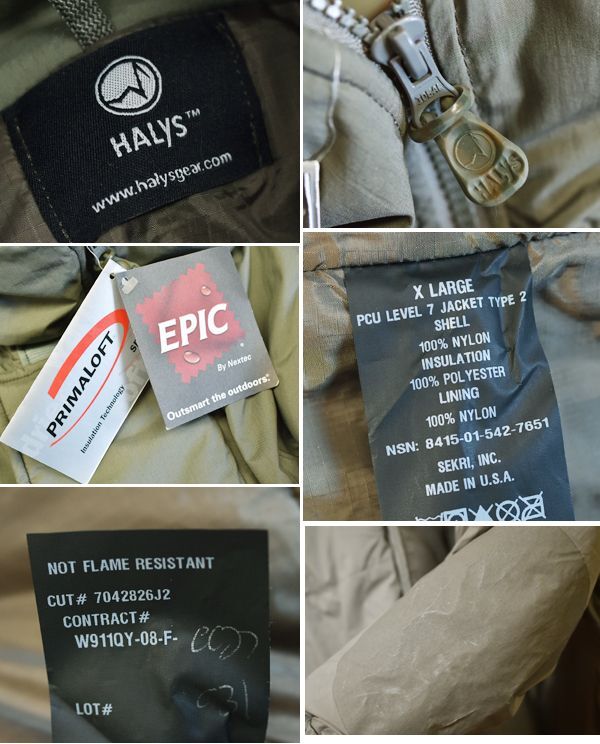 HALYS™
www.halysgear.com
IDEAL
HALYS
PRIMALOFT
Insulation Technology
EPIC
®
By Nextec
Outsmart the outdoors®
X LARGE
PCU LEVEL 7 JACKET TYPE 2
SHELL
100% NYLON
INSULATION
100% POLYESTER
LINING
100% NYLON
NSN: 8415-01-542-7651
SEKRI, INC.
MADE IN U.S.A.
NOT FLAME RESISTANT
CUT# 7042826J2
CONTRACT#
W911QY-08-F-
LOT# 031